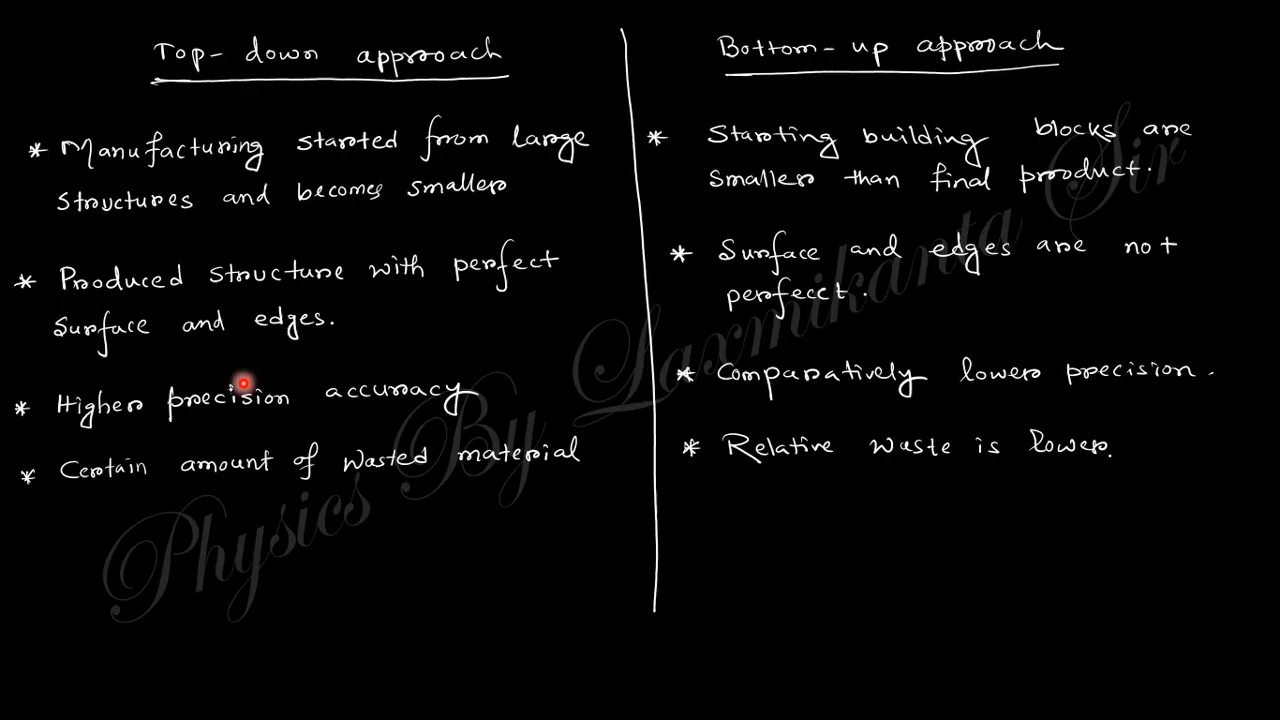 Top-down approach
* Manufacturing started from large
structures and becomes smaller
* Produced structure with perfect
surface and edges.
* Higher precision accuracy
* Certain amount of wasted material
Bottom-up approach
* Starting building blocks are
smaller than final product.
* Surface and edges are not
perfecct.
* Comparatively lower precision.
* Relative waste is lower.
Physics By Laxmikanta Sir